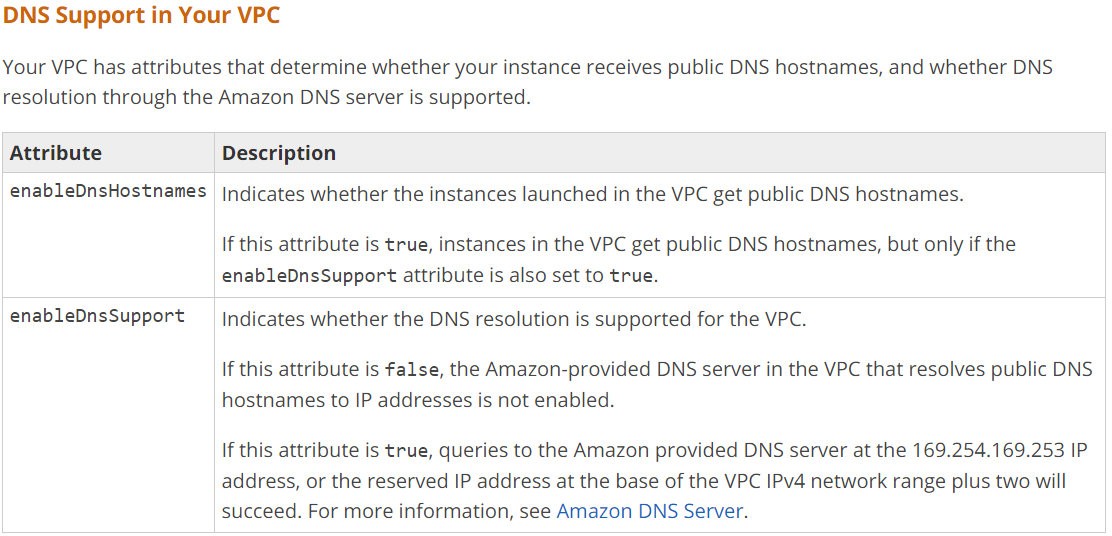 DNS Support in Your VPC
Your VPC has attributes that determine whether your instance receives public DNS hostnames, and whether DNS
resolution through the Amazon DNS server is supported.
Attribute Description
enableDnsHostnames Indicates whether the instances launched in the VPC get public DNS hostnames.
If this attribute is true, instances in the VPC get public DNS hostnames, but only if the
enableDnsSupport attribute is also set to true.
enableDnsSupport Indicates whether the DNS resolution is supported for the VPC.
If this attribute is false, the Amazon-provided DNS server in the VPC that resolves public DNS
hostnames to IP addresses is not enabled.
If this attribute is true, queries to the Amazon provided DNS server at the 169.254.169.253 IP
address, or the reserved IP address at the base of the VPC IPv4 network range plus two will
succeed. For more information, see Amazon DNS Server.